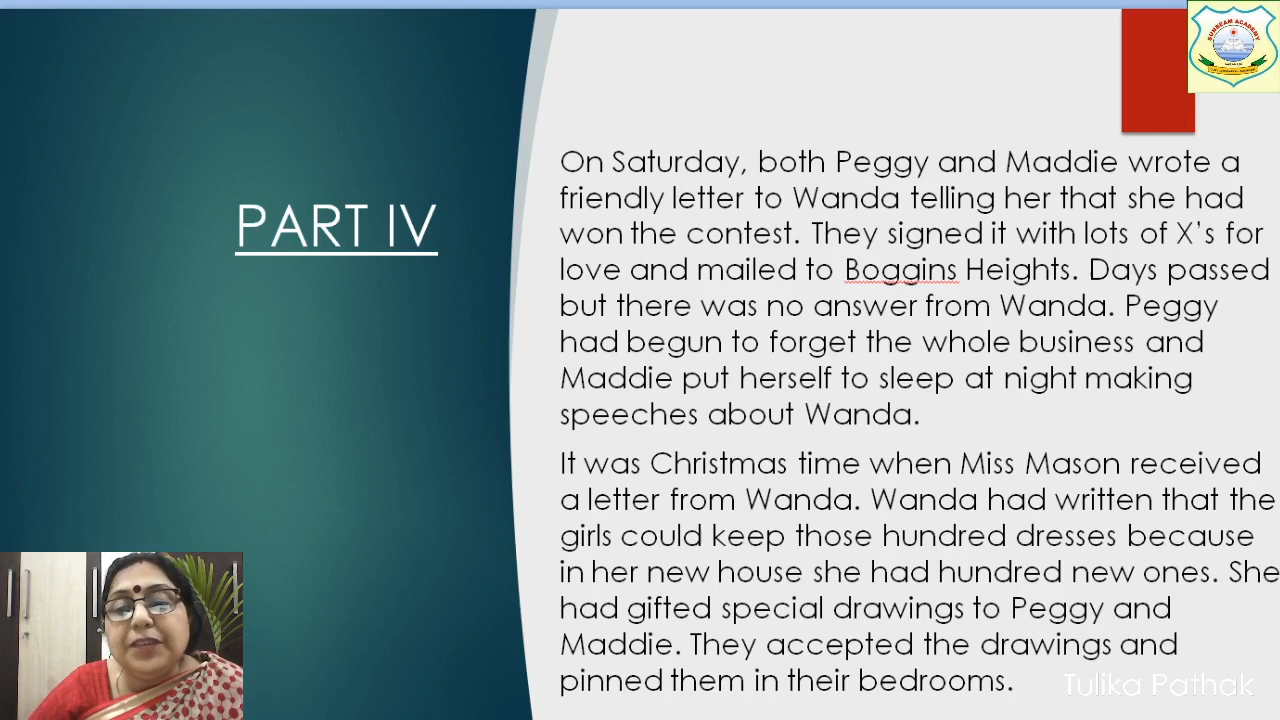 SUNBEAM ACADEMY
PART IV
On Saturday, both Peggy and Maddie wrote a
friendly letter to Wanda telling her that she had
won the contest. They signed it with lots of X's for
love and mailed to Boggins Heights. Days passed
but there was no answer from Wanda. Peggy
had begun to forget the whole business and
Maddie put herself to sleep at night making
speeches about Wanda.
It was Christmas time when Miss Mason received
a letter from Wanda. Wanda had written that the
girls could keep those hundred dresses because
in her new house she had hundred new ones. She
had gifted special drawings to Peggy and
Maddie. They accepted the drawings and
pinned them in their bedrooms.
Tulika Pathak